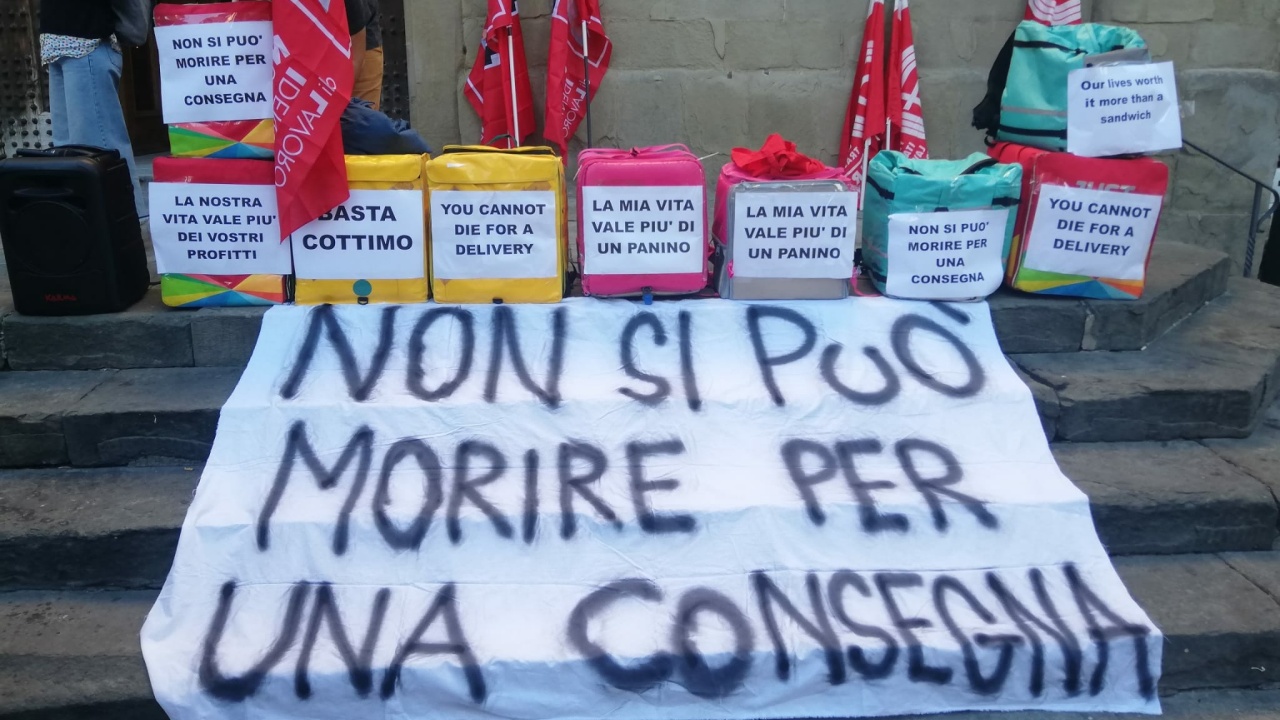 NON SI PUO'
MORIRE PER
UNA
CONSEGNA
LA NOSTRA
VITA VALE PIU'
DEI VOSTRI
PROFITTI
di LAVORO
BASTA
COTTIMO
YOU CANNOT
DIE FOR A
DELIVERY
LA MIA VITA
VALE PIU' DI
UN PANINO
LA MIA VITA
VALE PIU' DI
UN PANINO
NON SI PUO'
MORIRE PER
UNA
CONSEGNA
Our lives worth
it more than a
sandwich
JUST
YOU CANNOT
DIE FOR A
DELIVERY
NON SI PUÒ
MORIRE PER
UNA CONSEGNA